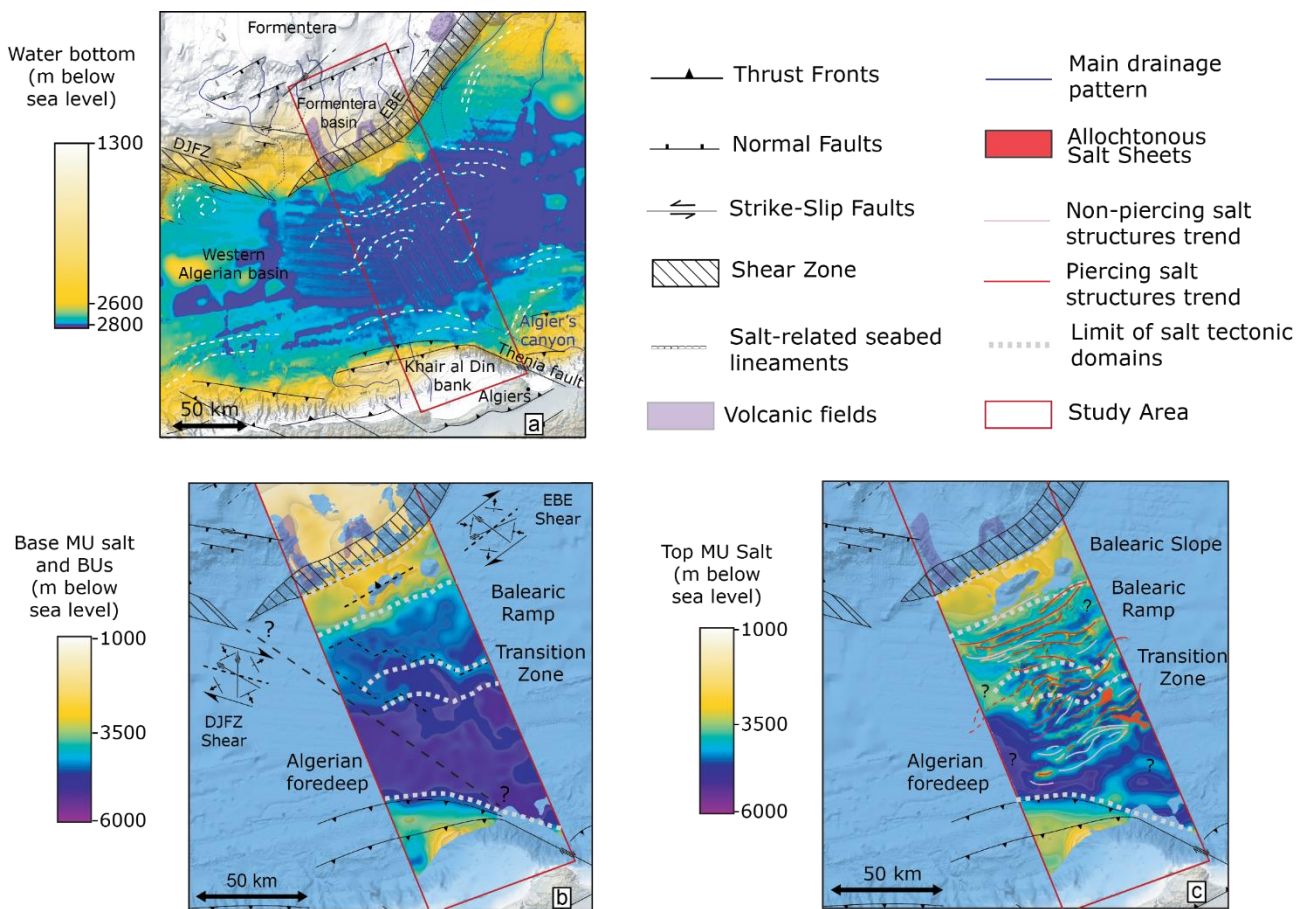 Water bottom
(m below
sea level)
1300
2600
2800
Formentera
Formentera
basin
EBE
DJFZ
Western
Algerian basin
Algier's
canyon
Thenia fault
Khair al Din
bank
Algiers
50 km
a
Thrust Fronts
Normal Faults
Strike-Slip Faults
Shear Zone
Salt-related seabed
lineaments
Volcanic fields
Main drainage
pattern
Allochtonous
Salt Sheets
Non-piercing salt
structures trend
Piercing salt
structures trend
Limit of salt tectonic
domains
Study Area
Base MU salt
and BUs
(m below
sea level)
1000
3500
6000
EBE
Shear
Balearic
Ramp
Transition
Zone
?
DJFZ
Shear
Algerian
foredeep
?
50 km
b
Top MU Salt
(m below
sea level)
1000
3500
6000
Balearic Slope
Balearic
Ramp
?
Transition
Zone
?
Algerian
foredeep
?
?
50 km
c